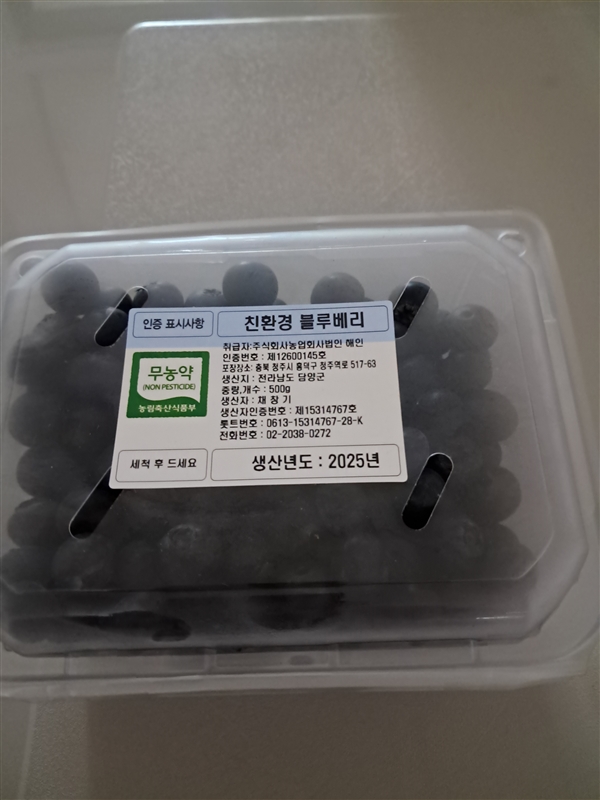 인증 표시사항
친환경 블루베리
무농약
(NON PESTICIDE)
농림축산식품부
취급자:주식회사농업회사법인 해인
인증번호 : 제12600145호
포장장소: 충북 청주시 흥덕구 청주역로 517-63
생산지 : 전라남도 담양군
중량,개수 : 500g
생산자 : 채 창 기
생산자인증번호 : 제15314767호
롯트번호 : 0613-15314767-28-K
전화번호 : 02-2038-0272
세척 후 드세요
생산년도 : 2025년